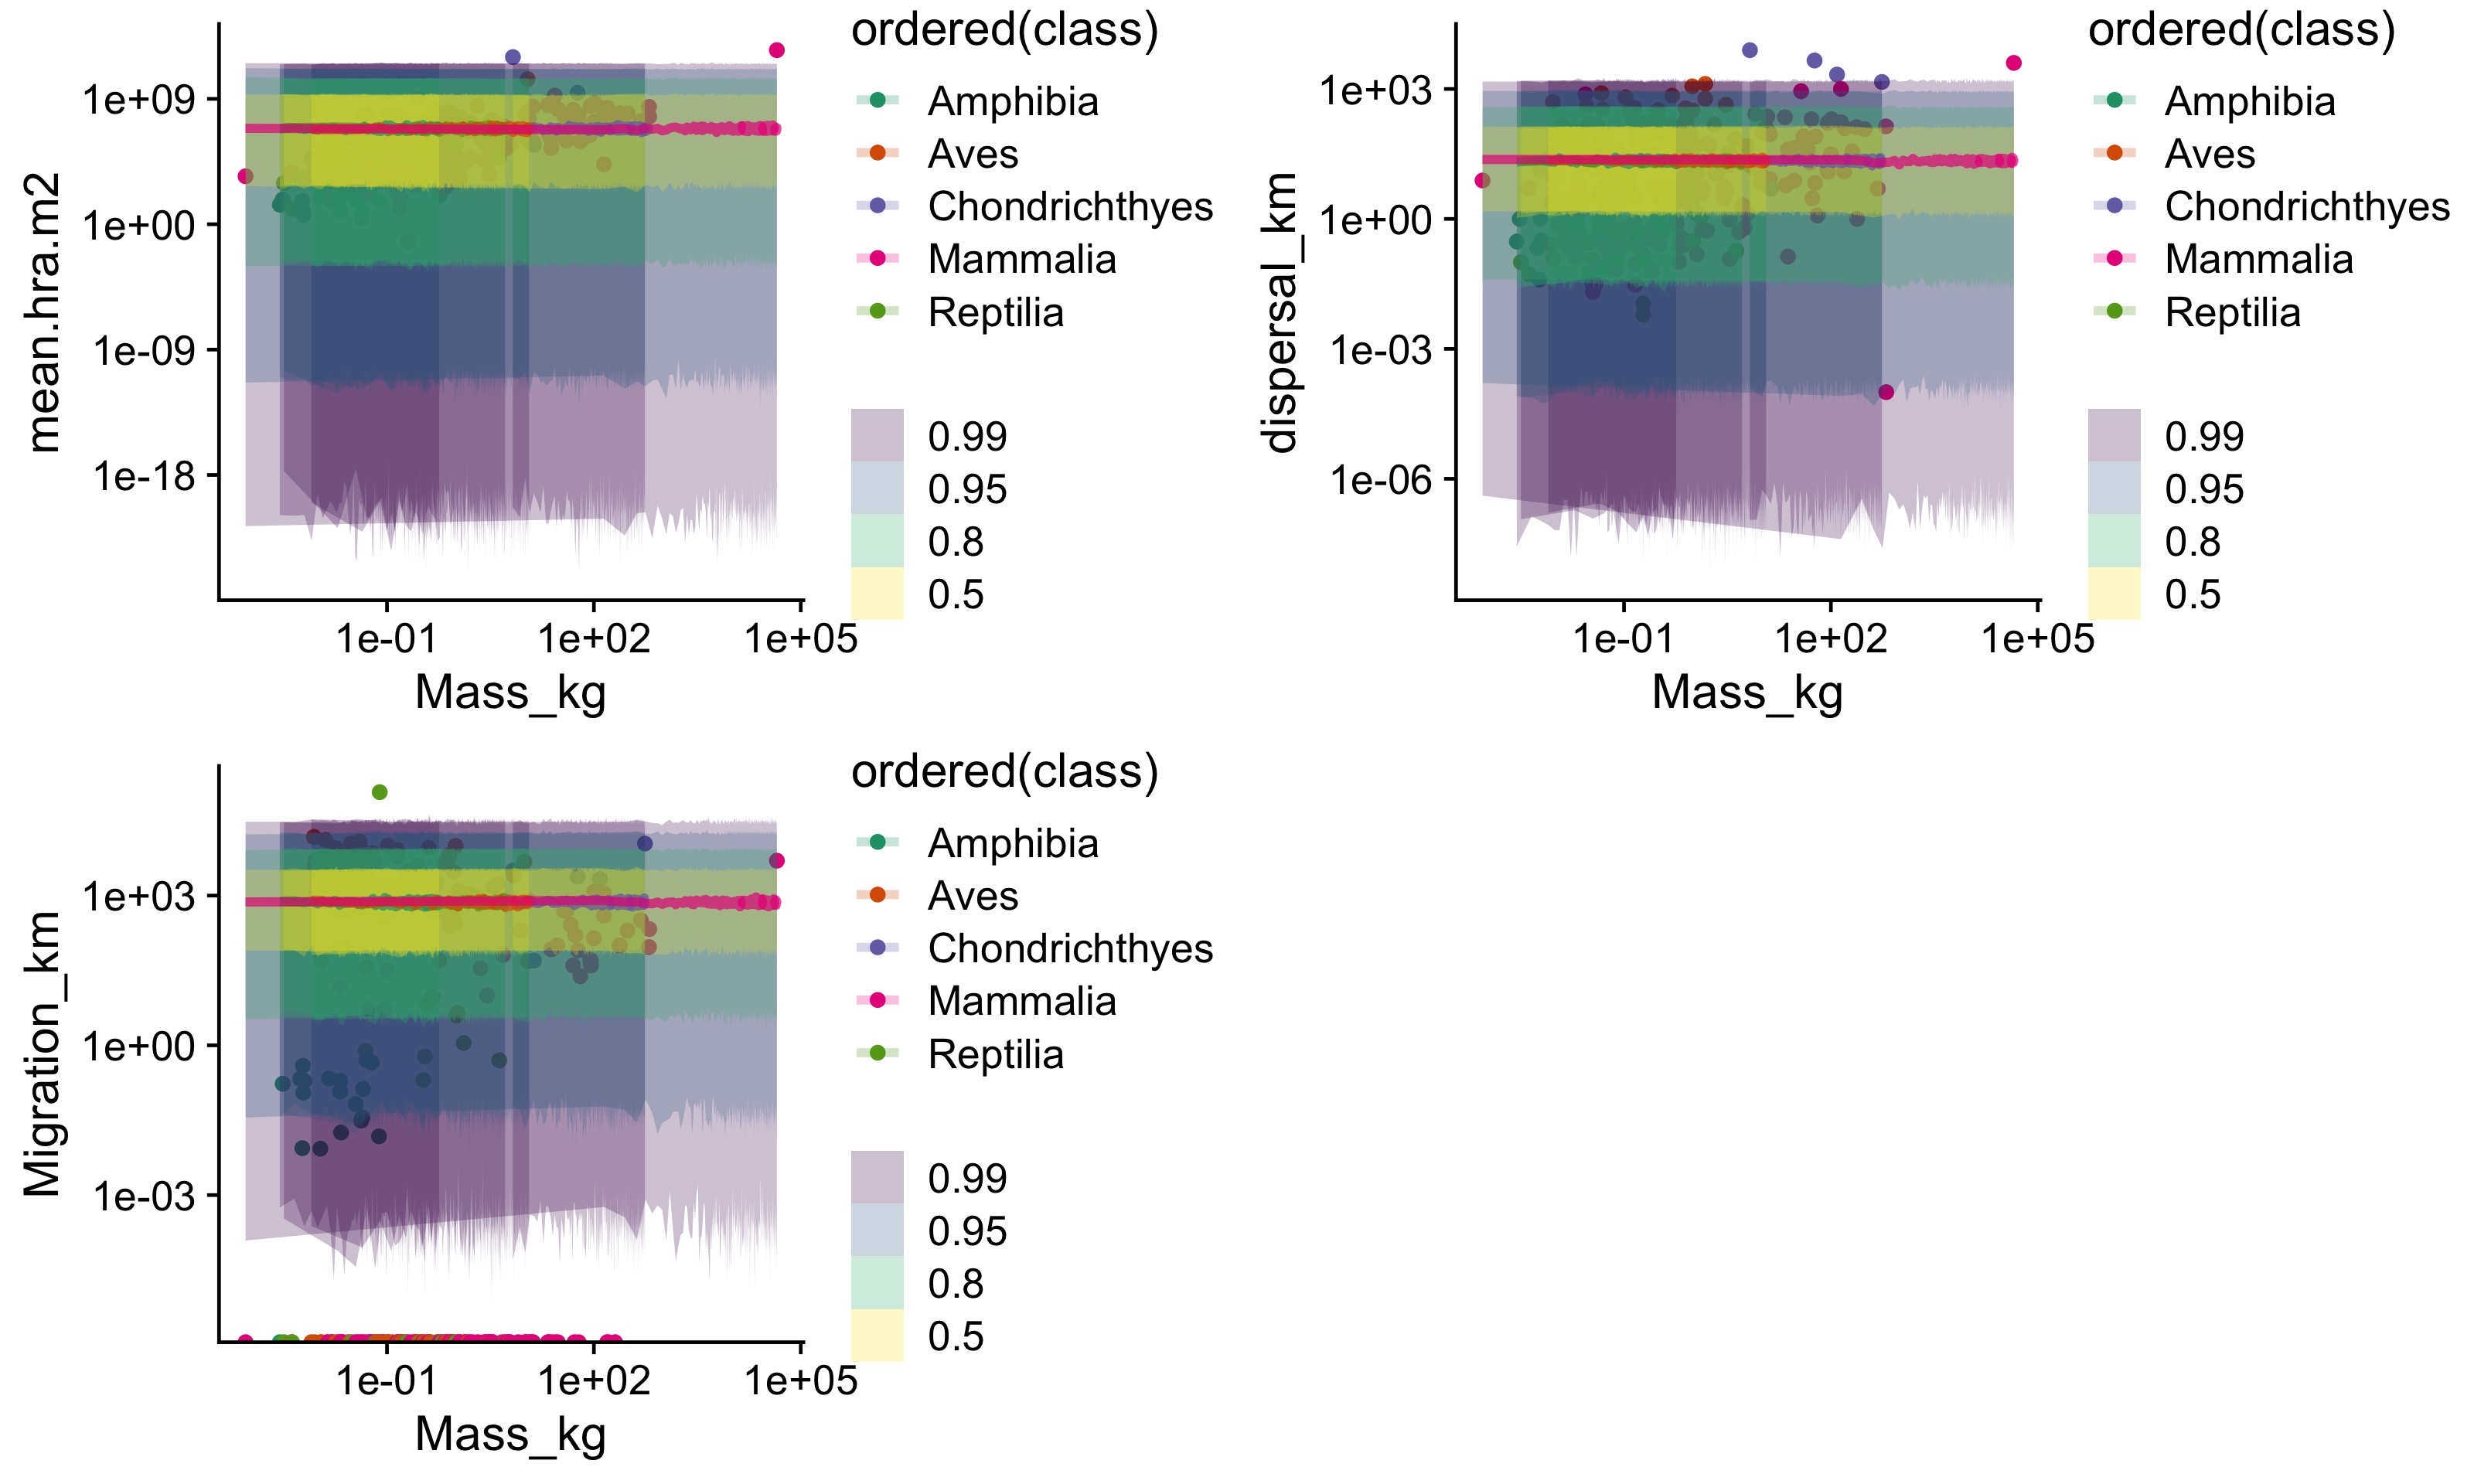 ordered(class)
Amphibia
Aves
Chondrichthyes
Mammalia
Reptilia
0.99
0.95
0.8
0.5
1e+09
1e+00
1e-09
1e-18
mean.hra.m2
1e-01 1e+02 1e+05
Mass_kg
ordered(class)
Amphibia
Aves
Chondrichthyes
Mammalia
Reptilia
0.99
0.95
0.8
0.5
1e+03
1e+00
1e-03
1e-06
dispersal_km
1e-01 1e+02 1e+05
Mass_kg
ordered(class)
Amphibia
Aves
Chondrichthyes
Mammalia
Reptilia
0.99
0.95
0.8
0.5
1e+03
1e+00
1e-03
Migration_km
1e-01 1e+02 1e+05
Mass_kg